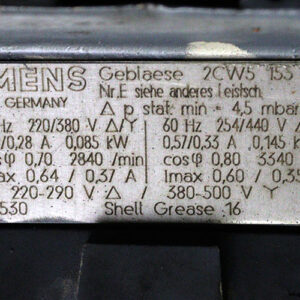 MENS Geblaese 2CW5 153
GERMANY Nr.E siehe anderes Leistsch.
Δ p stat. min = 4,5 mbar
Hz 220/380 V Δ/Y 60 Hz 254/440 V
/0,28 A 0,085 kW 0,57/0,33 A 0,145
φ 0,70 2840 /min cosφ 0,80 3340
max 0,64 / 0,37 A Imax 0,60 / 0,35
220-290 V Δ / 380-500 V Y
530 Shell Grease 16